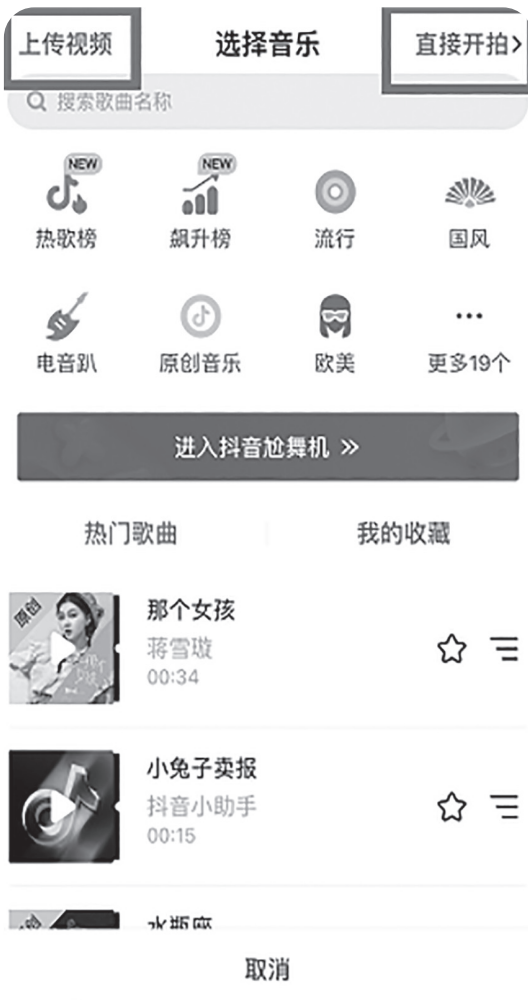 上传视频 选择音乐 直接开拍>
搜索歌曲名称
NEW NEW
热歌榜 飙升榜 流行 国风
电音趴 原创音乐 欧美 更多19个
进入抖音尬舞机 »
热门歌曲 我的收藏
原创
那个女孩
蒋雪璇
00:34
小兔子卖报
抖音小助手
00:15
水瓶座
取消